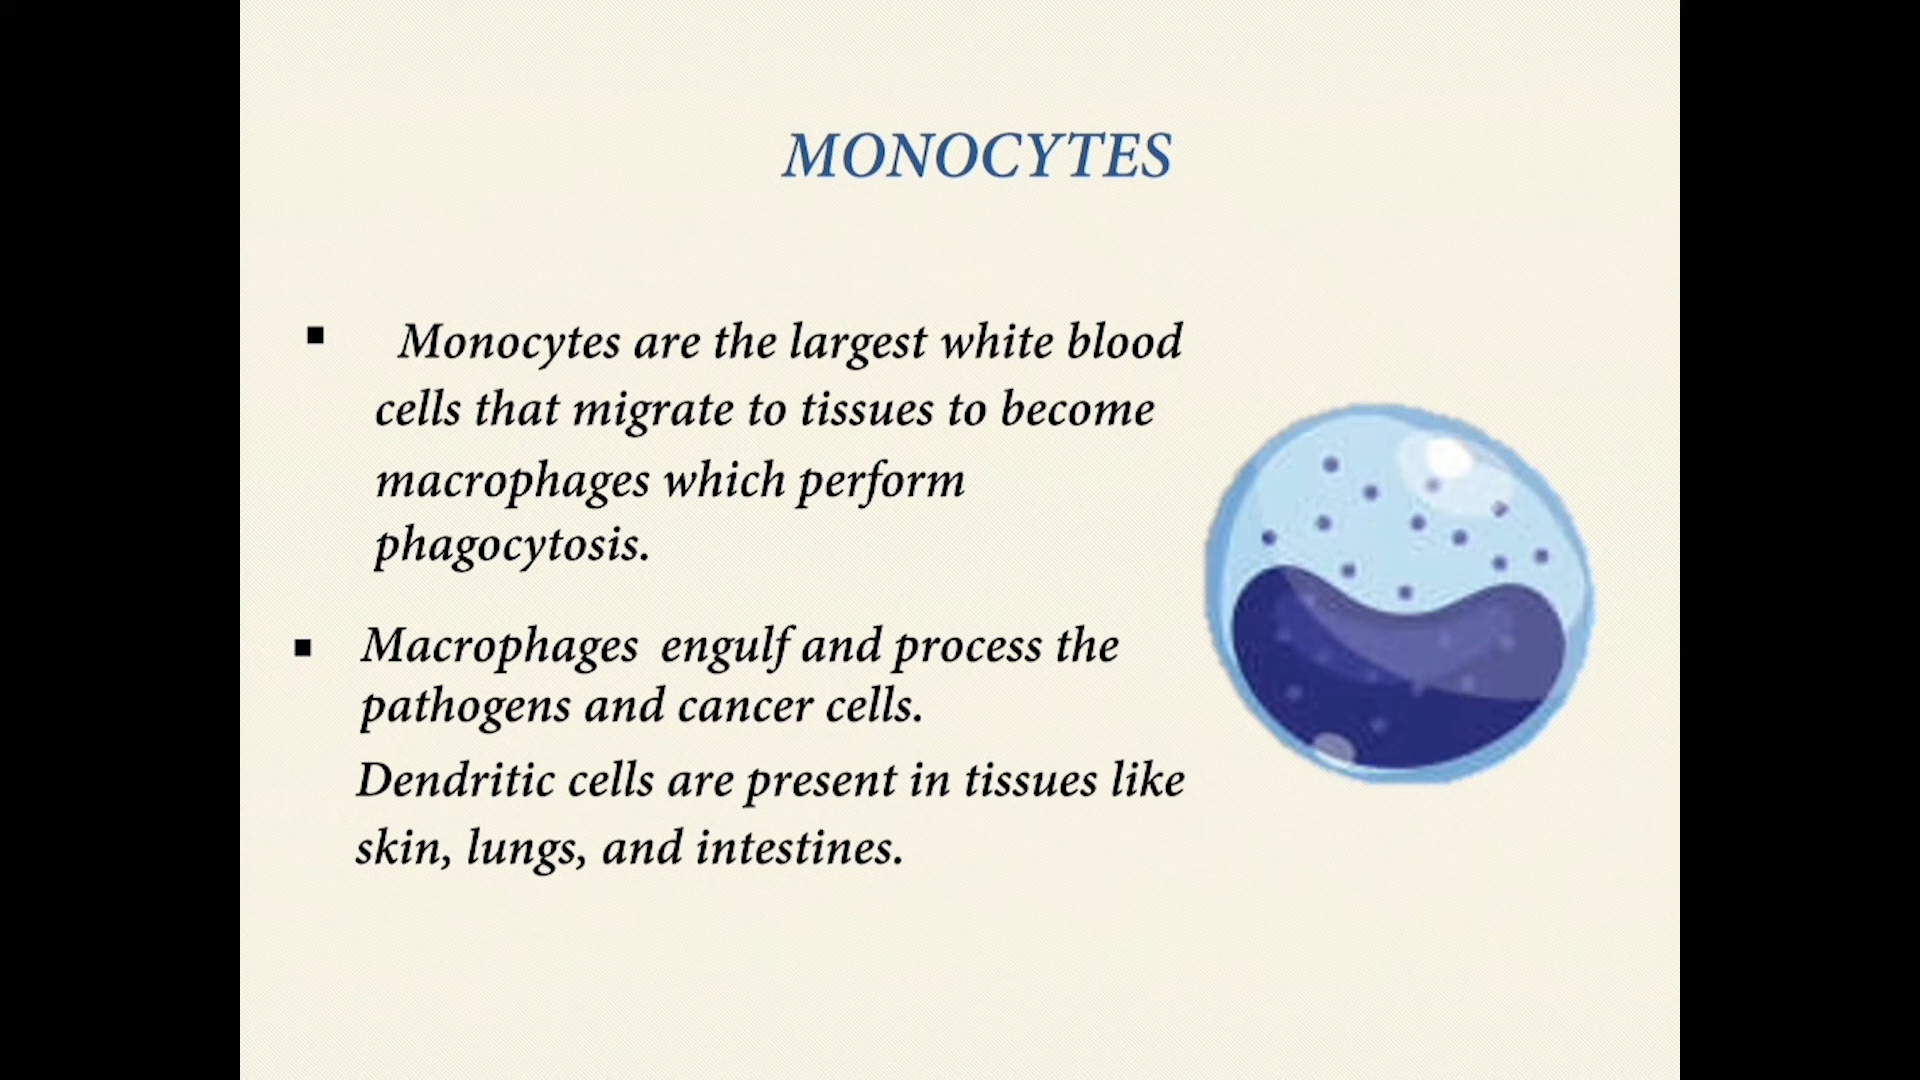 MONOCYTES
▪ Monocytes are the largest white blood
cells that migrate to tissues to become
macrophages which perform
phagocytosis.
▪ Macrophages engulf and process the
pathogens and cancer cells.
Dendritic cells are present in tissues like
skin, lungs, and intestines.